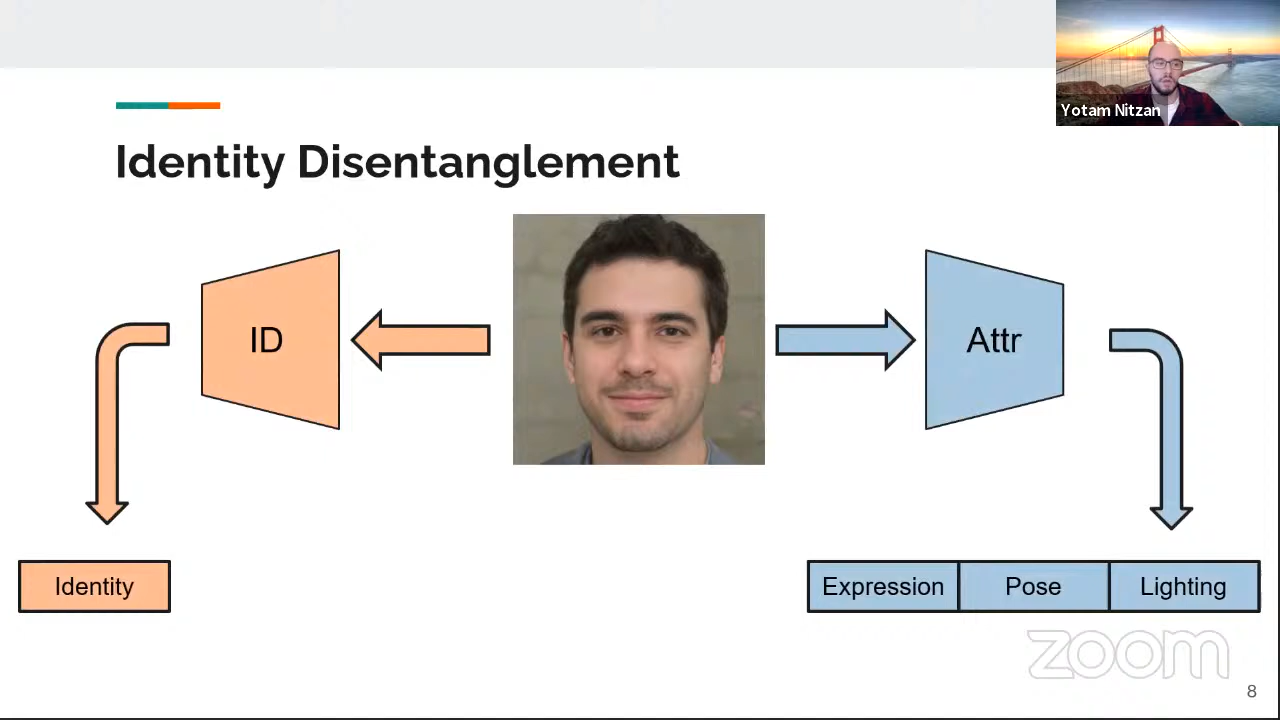 Yotam Nitzan
Identity Disentanglement
ID
Attr
Identity
Expression
Pose
Lighting
zoom
8